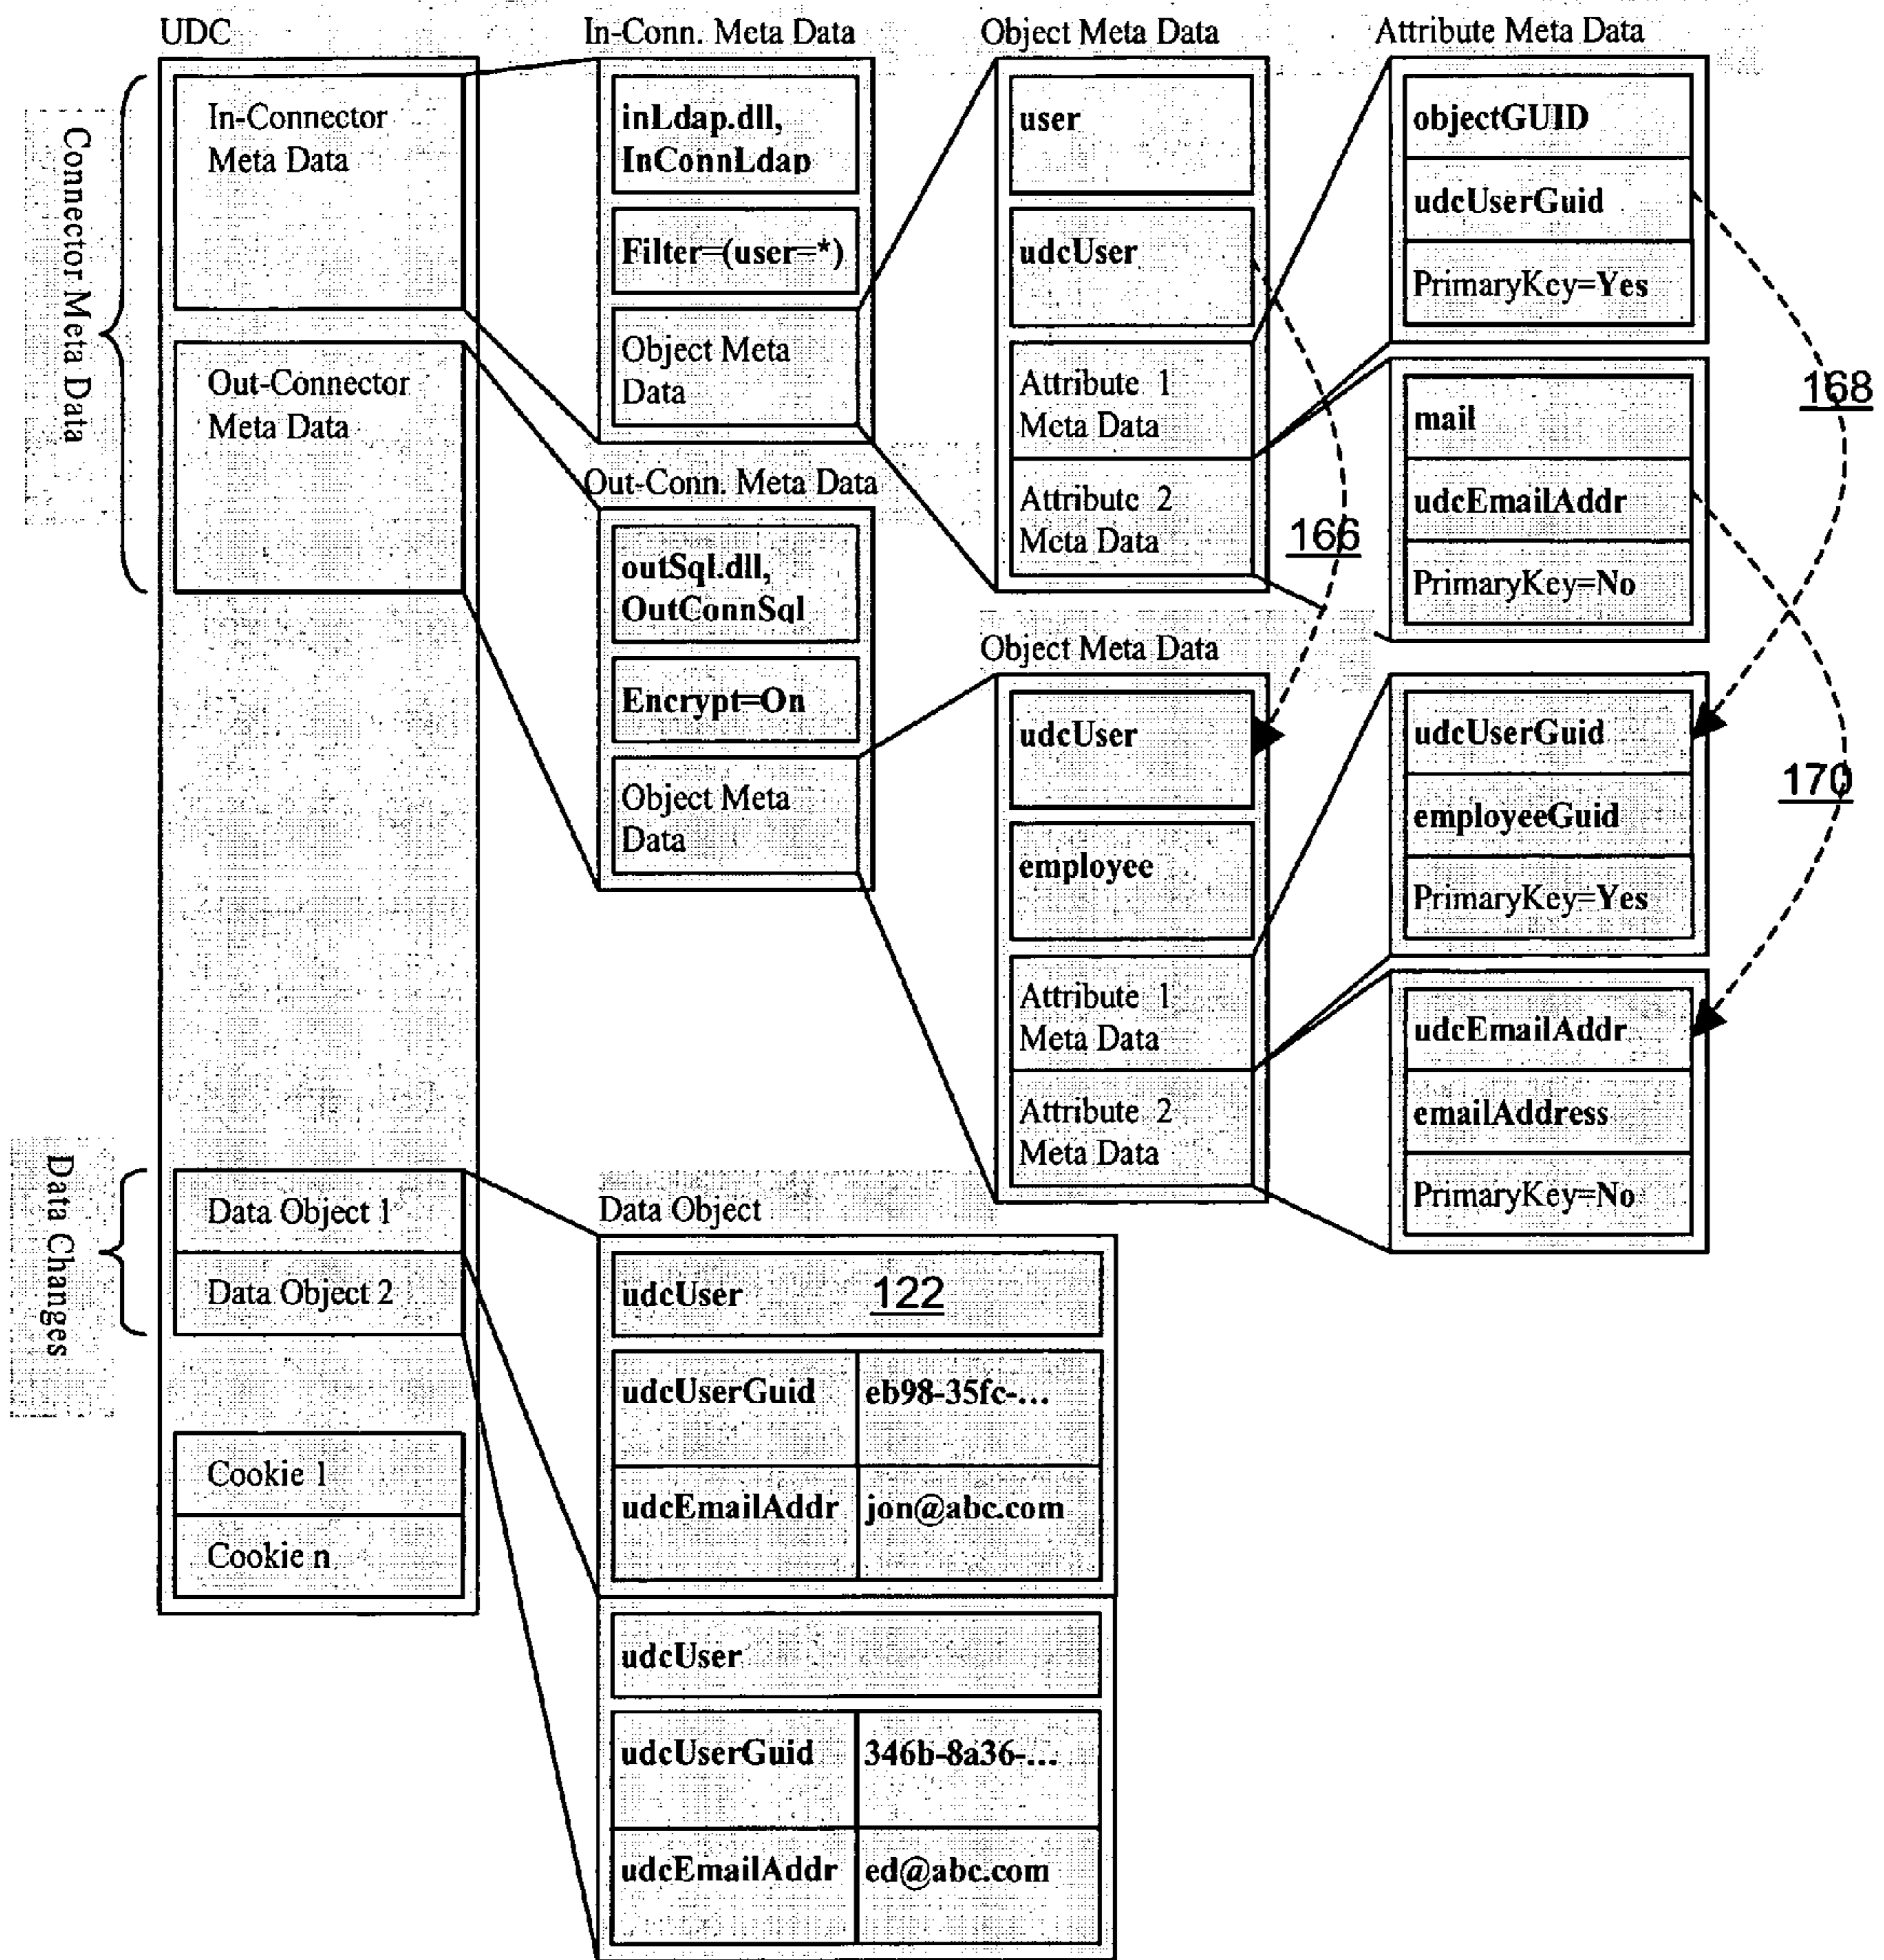 UDC
In-Conn. Meta Data
Object Meta Data
Attribute Meta Data
Connector Meta Data
In-Connector
Meta Data
Out-Connector
Meta Data
inLdap.dll,
InConnLdap
Filter=(user=*)
Object Meta
Data
user
udcUser
Attribute 1
Meta Data
Attribute 2
Meta Data
166
objectGUID
udcUserGuid
PrimaryKey=Yes
mail
udcEmailAddr
PrimaryKey=No
168
Out-Conn. Meta Data
outSql.dll,
OutConnSql
Encrypt=On
Object Meta
Data
Object Meta Data
udcUser
employee
Attribute 1
Meta Data
Attribute 2
Meta Data
udcUserGuid
employeeGuid
PrimaryKey=Yes
udcEmailAddr
emailAddress
PrimaryKey=No
170
Data Changes
Data Object 1
Data Object 2
Cookie 1
Cookie n
Data Object
udcUser 122
udcUserGuid eb98-35fc-...
udcEmailAddr jon@abc.com
udcUser
udcUserGuid 346b-8a36-...
udcEmailAddr ed@abc.com